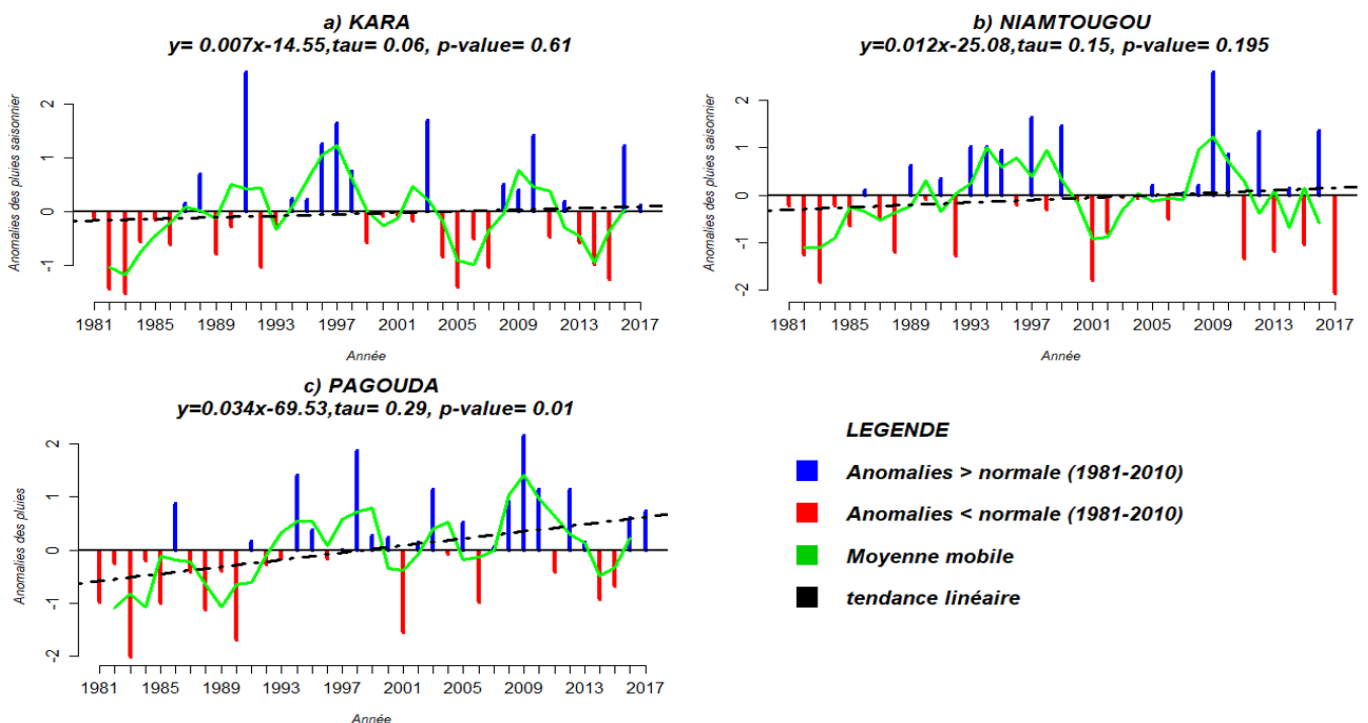 a) KARA
y= 0.007x-14.55,tau= 0.06, p-value= 0.61
Anomalies des pluies saisonnier
2
1
0
-1
1981 1985 1989 1993 1997 2001 2005 2009 2013 2017
Année
b) NIAMTOUGOU
y=0.012x-25.08,tau= 0.15, p-value= 0.195
Anomalies des pluies saisonnier
2
1
0
-1
-2
1981 1985 1989 1993 1997 2001 2005 2009 2013 2017
Année
c) PAGOUDA
y=0.034x-69.53,tau= 0.29, p-value= 0.01
Anomalies des pluies
2
1
0
-1
-2
1981 1985 1989 1993 1997 2001 2005 2009 2013 2017
Année
LEGENDE
Anomalies > normale (1981-2010)
Anomalies < normale (1981-2010)
Moyenne mobile
tendance linéaire